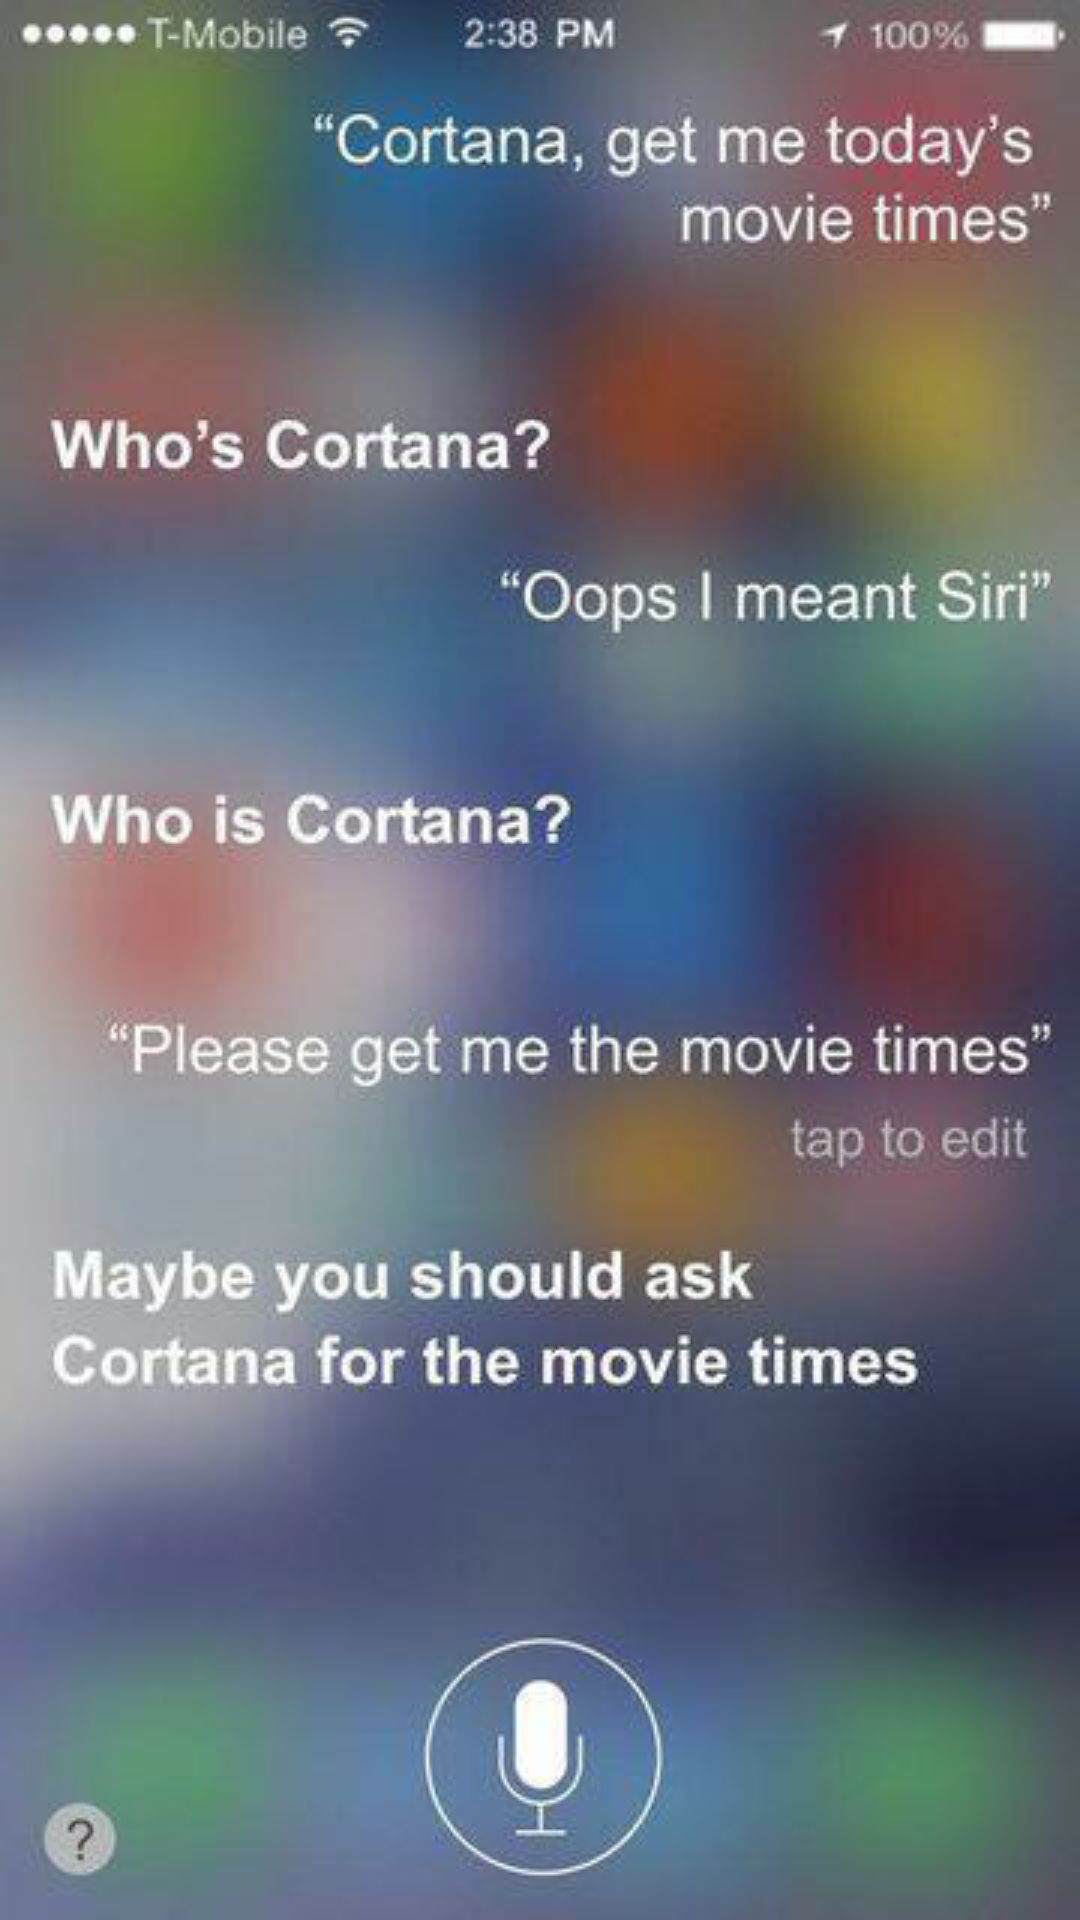 T-Mobile 2:38 PM 100%
“Cortana, get me today’s
movie times”
Who’s Cortana?
“Oops I meant Siri”
Who is Cortana?
“Please get me the movie times”
tap to edit
Maybe you should ask
Cortana for the movie times
?